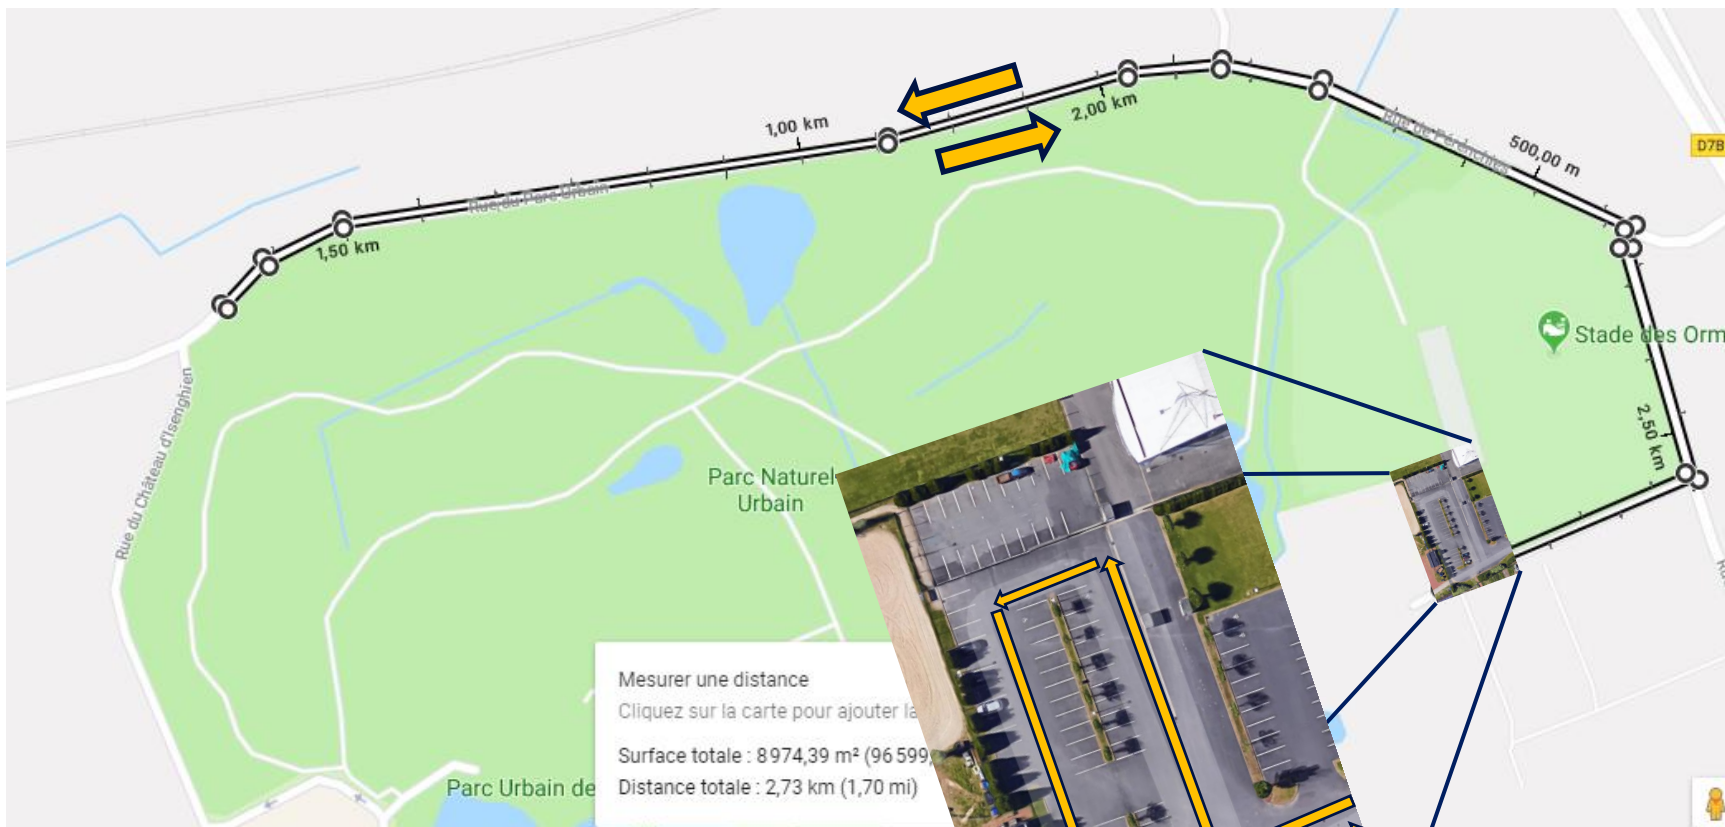 2,00 km
1,00 km
Rue de Pérenchies
500,00 m
D7B
Rue du Parc Urbain
1,50 km
Stade des Orm
Rue du Château d'Isenghien
2,50 km
Parc Naturel
Urbain
Mesurer une distance
Cliquez sur la carte pour ajouter la
Surface totale : 8 974,39 m² (96 599,
Distance totale : 2,73 km (1,70 mi)
Parc Urbain de